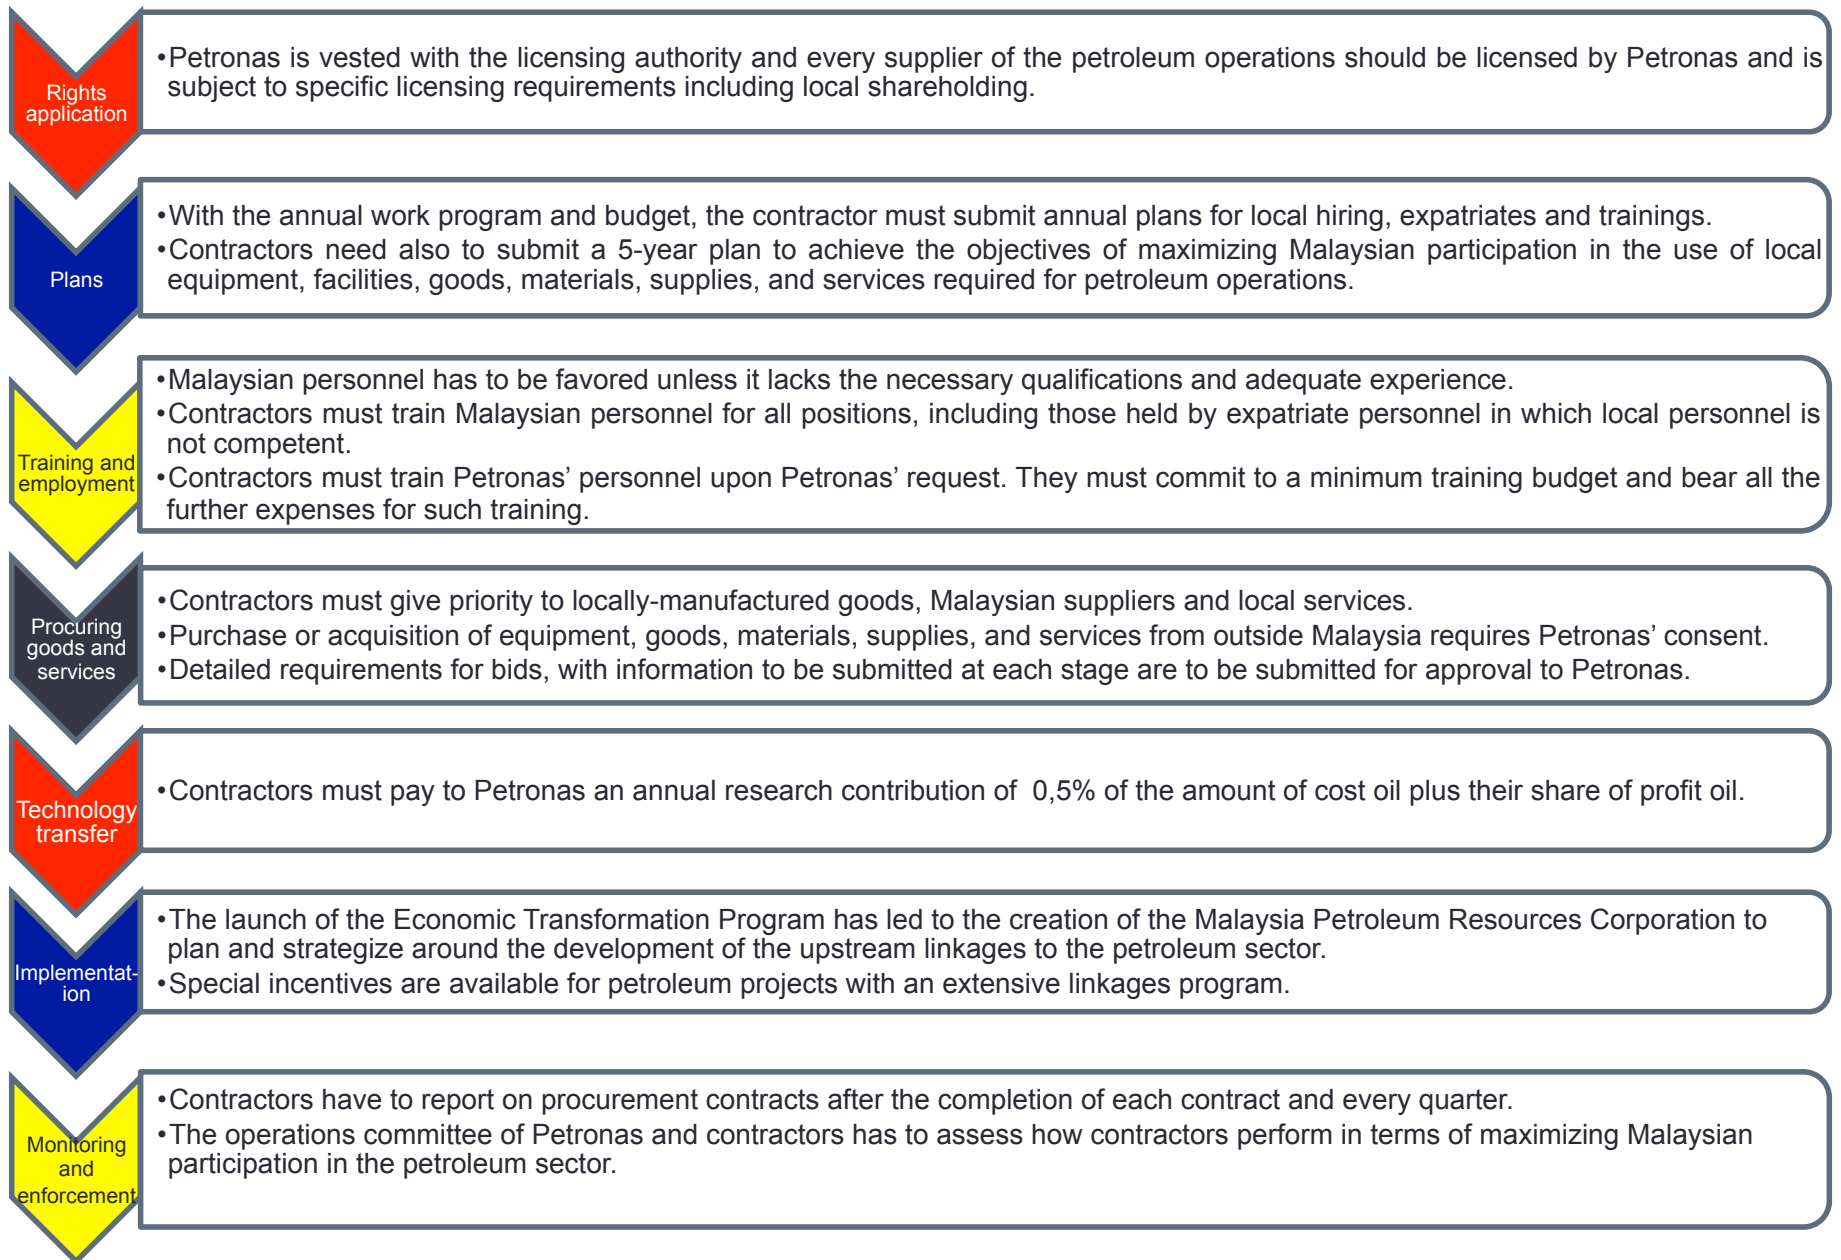 Rights
application
•Petronas is vested with the licensing authority and every supplier of the petroleum operations should be licensed by Petronas and is
subject to specific licensing requirements including local shareholding.
Plans
•With the annual work program and budget, the contractor must submit annual plans for local hiring, expatriates and trainings.
•Contractors need also to submit a 5-year plan to achieve the objectives of maximizing Malaysian participation in the use of local
equipment, facilities, goods, materials, supplies, and services required for petroleum operations.
Training and
employment
•Malaysian personnel has to be favored unless it lacks the necessary qualifications and adequate experience.
•Contractors must train Malaysian personnel for all positions, including those held by expatriate personnel in which local personnel is
not competent.
•Contractors must train Petronas’ personnel upon Petronas’ request. They must commit to a minimum training budget and bear all the
further expenses for such training.
Procuring
goods and
services
•Contractors must give priority to locally-manufactured goods, Malaysian suppliers and local services.
•Purchase or acquisition of equipment, goods, materials, supplies, and services from outside Malaysia requires Petronas’ consent.
•Detailed requirements for bids, with information to be submitted at each stage are to be submitted for approval to Petronas.
Technology
transfer
•Contractors must pay to Petronas an annual research contribution of  0,5% of the amount of cost oil plus their share of profit oil.
Implementat-
ion
•The launch of the Economic Transformation Program has led to the creation of the Malaysia Petroleum Resources Corporation to
plan and strategize around the development of the upstream linkages to the petroleum sector.
•Special incentives are available for petroleum projects with an extensive linkages program.
Monitoring
and
enforcement
•Contractors have to report on procurement contracts after the completion of each contract and every quarter.
•The operations committee of Petronas and contractors has to assess how contractors perform in terms of maximizing Malaysian
participation in the petroleum sector.